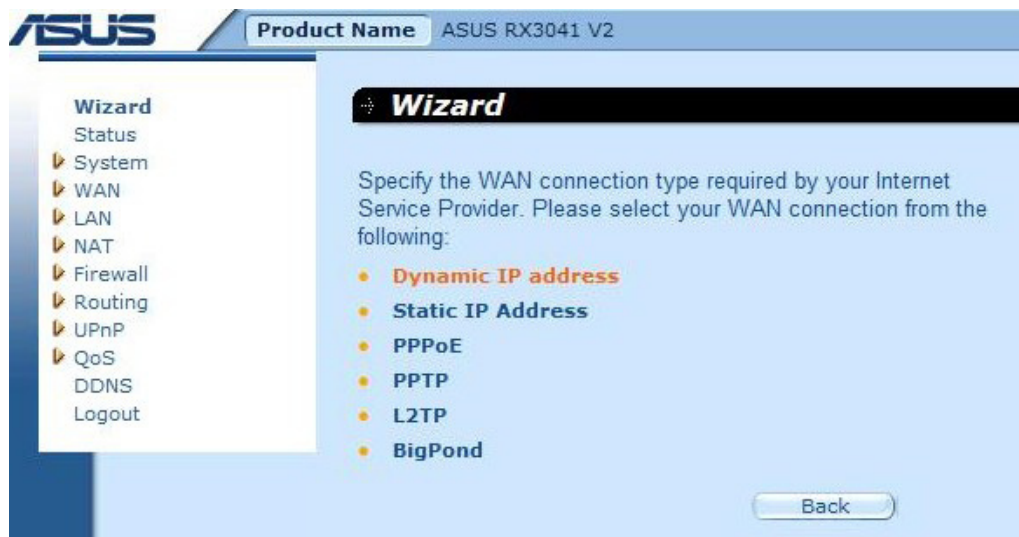 ASUS
Product Name ASUS RX3041 V2
Wizard
Status
System
WAN
LAN
NAT
Firewall
Routing
UPnP
QoS
DDNS
Logout
Wizard
Specify the WAN connection type required by your Internet
Service Provider. Please select your WAN connection from the
following:
Dynamic IP address
Static IP Address
PPPoE
PPTP
L2TP
BigPond
Back